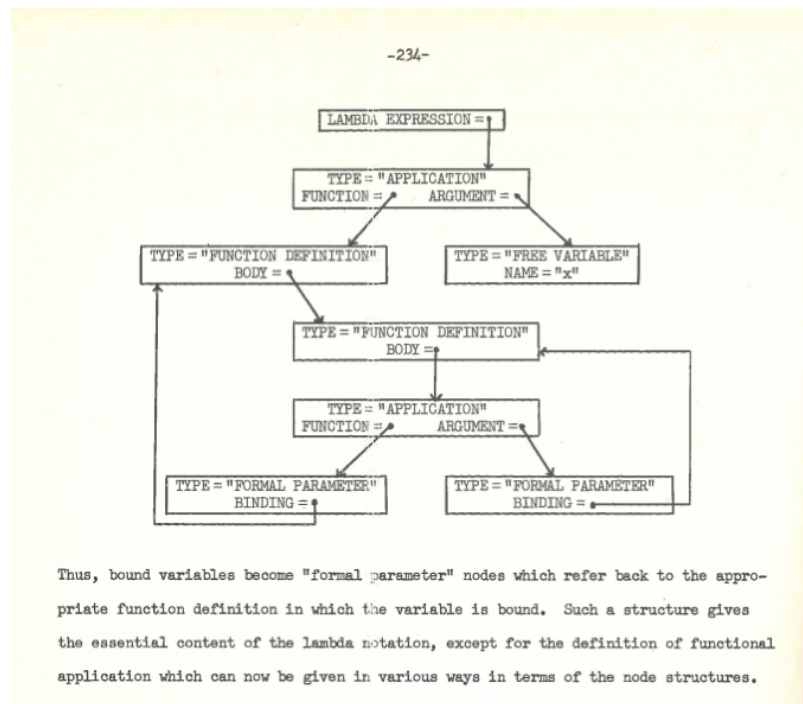 -234-
LAMBDA EXPRESSION =
TYPE = "APPLICATION"
FUNCTION = ARGUMENT =
TYPE = "FUNCTION DEFINITION"
BODY =
TYPE = "FREE VARIABLE"
NAME = "x"
TYPE = "FUNCTION DEFINITION"
BODY =
TYPE = "APPLICATION"
FUNCTION = ARGUMENT =
TYPE = "FORMAL PARAMETER"
BINDING =
TYPE = "FORMAL PARAMETER"
BINDING =
Thus, bound variables become "formal parameter" nodes which refer back to the appro-
priate function definition in which the variable is bound. Such a structure gives
the essential content of the lambda notation, except for the definition of functional
application which can now be given in various ways in terms of the node structures.